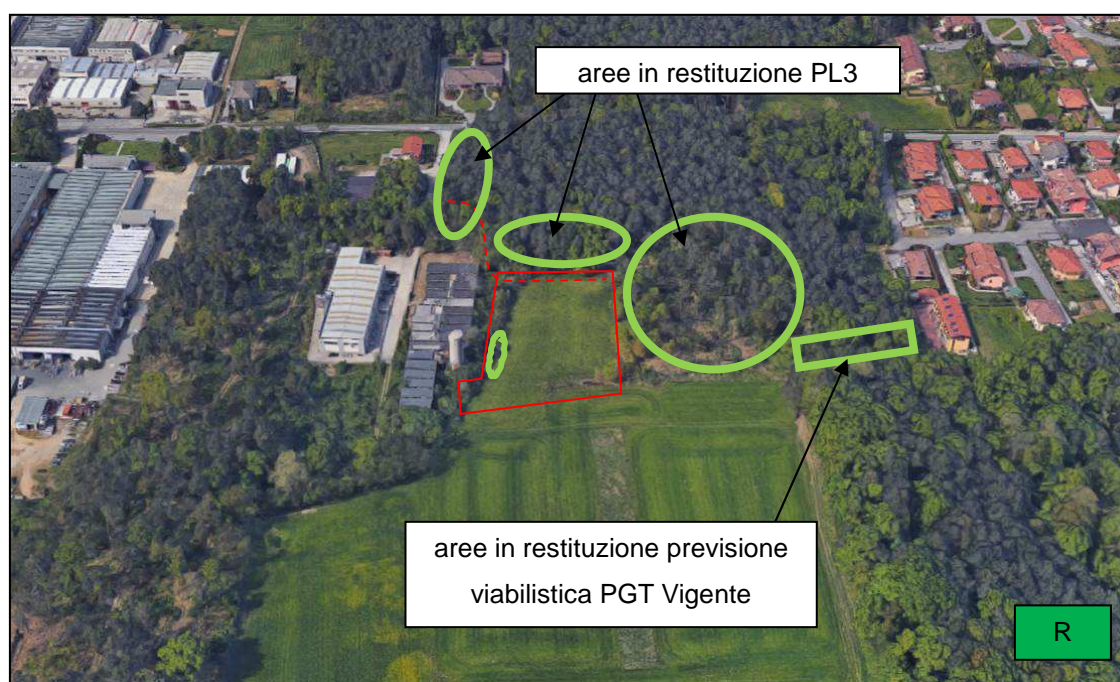 aree in restituzione PL3
aree in restituzione previsione
viabilistica PGT Vigente
R